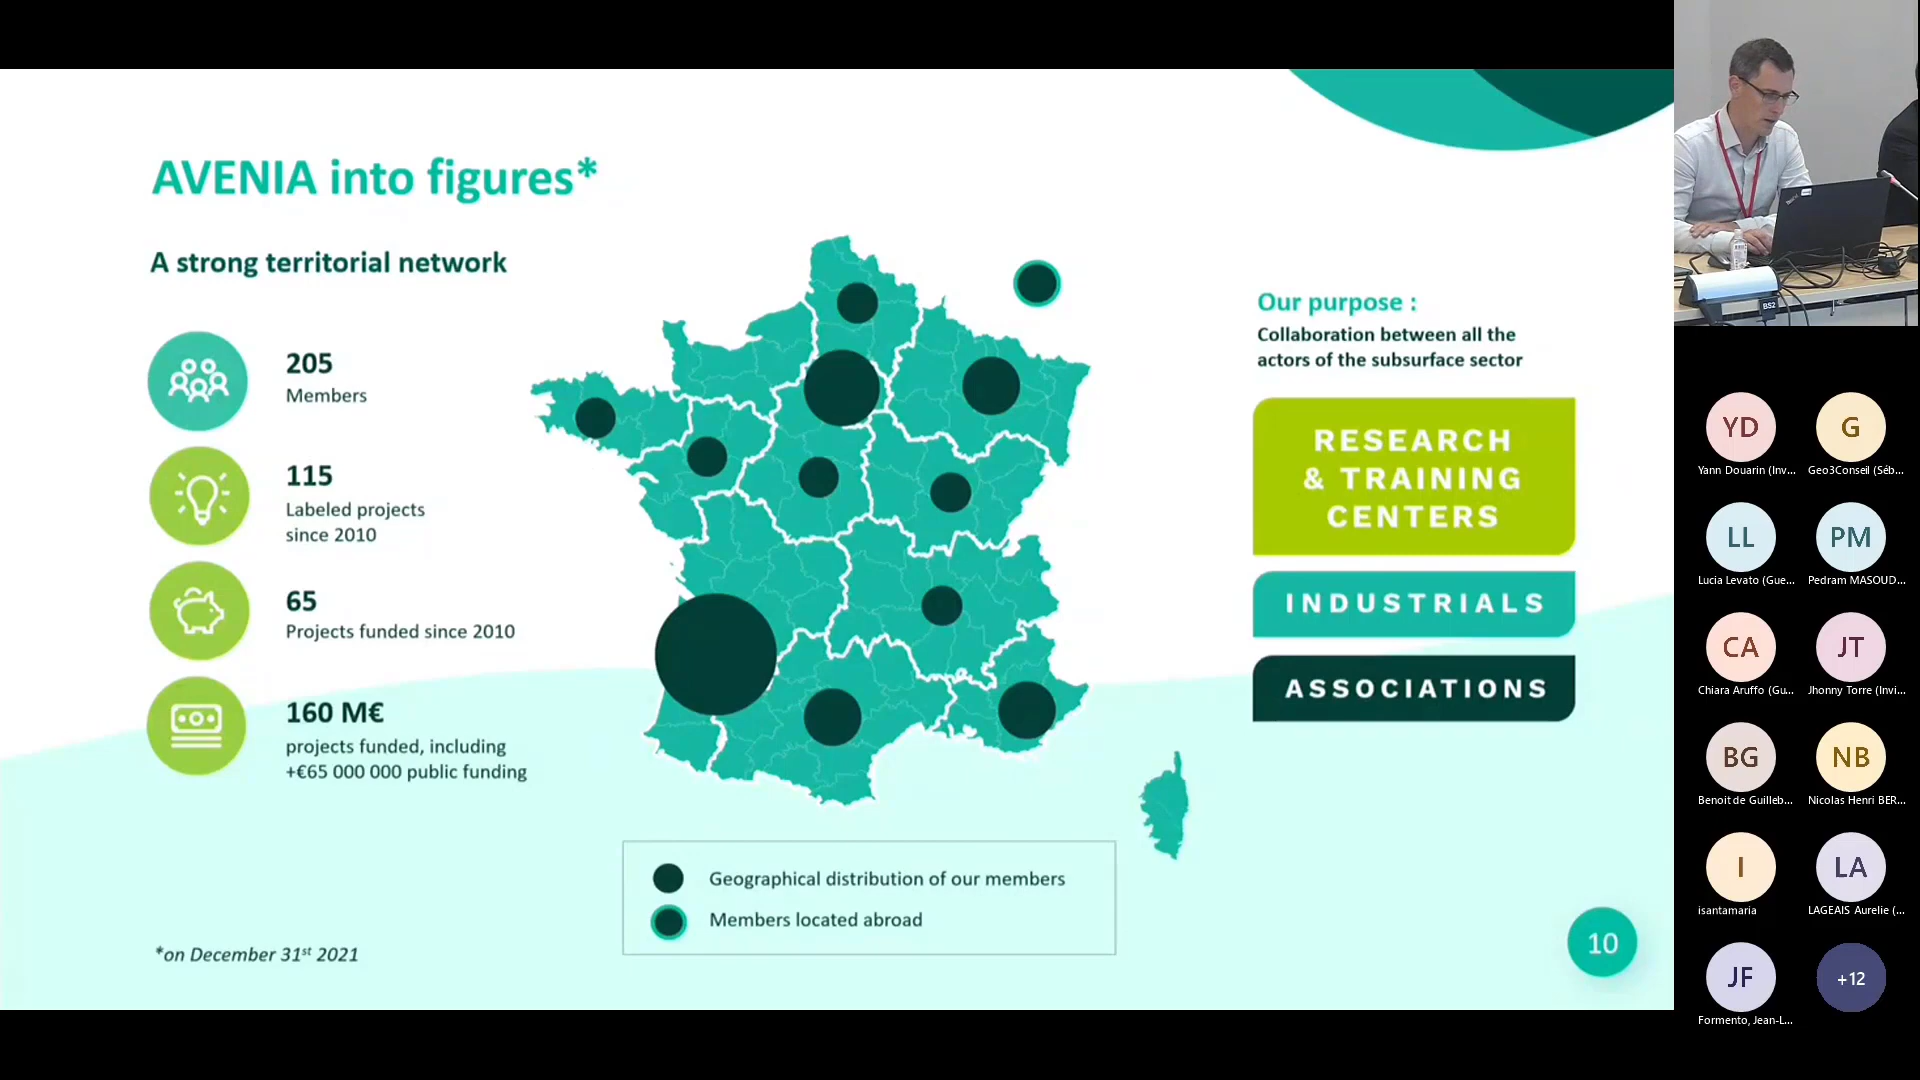 AVENIA into figures*
A strong territorial network
205
Members
115
Labeled projects
since 2010
65
Projects funded since 2010
160 M€
projects funded, including
+€65 000 000 public funding
*on December 31st 2021
Geographical distribution of our members
Members located abroad
Our purpose :
Collaboration between all the
actors of the subsurface sector
RESEARCH
& TRAINING
CENTERS
INDUSTRIALS
ASSOCIATIONS
10
BS2
YD
G
Yann Douarin (Inv...
Geo3Conseil (Séb...
LL
PM
Lucia Levato (Gue...
Pedram MASOUD...
CA
JT
Chiara Aruffo (Gu...
Jhonny Torre (Invi...
BG
NB
Benoit de Guilleb...
Nicolas Henri BER...
I
LA
isantamaria
LAGEAIS Aurelie (...
JF
+12
Formento, Jean-L...